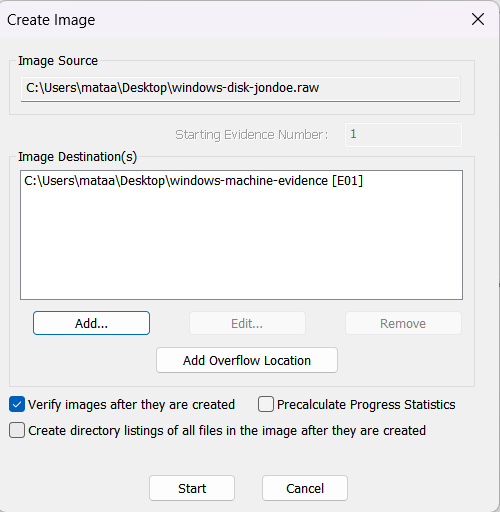 Create Image
Image Source
C:\Users\mataa\Desktop\windows-disk-jondoe.raw
Starting Evidence Number: 1
Image Destination(s)
C:\Users\mataa\Desktop\windows-machine-evidence [E01]
Add... Edit... Remove
Add Overflow Location
Verify images after they are created Precalculate Progress Statistics
Create directory listings of all files in the image after they are created
Start Cancel